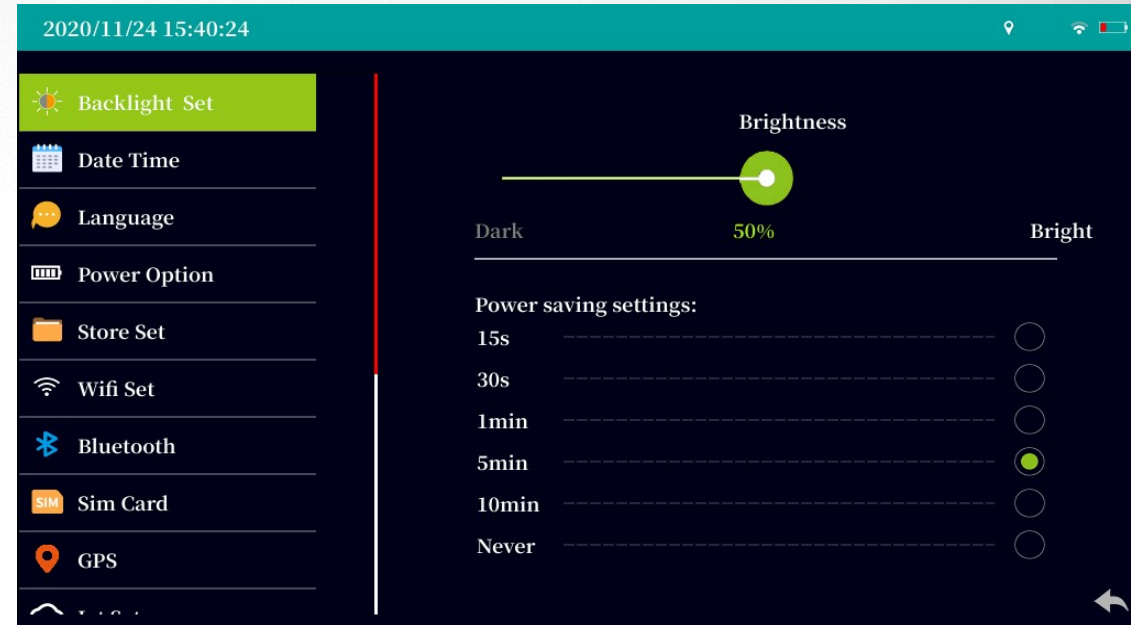 2020/11/24 15:40:24
Backlight Set
Date Time
Language
Power Option
Store Set
Wifi Set
Bluetooth
SIM Sim Card
GPS
Brightness
Dark 50% Bright
Power saving settings:
15s
30s
1min
5min
10min
Never